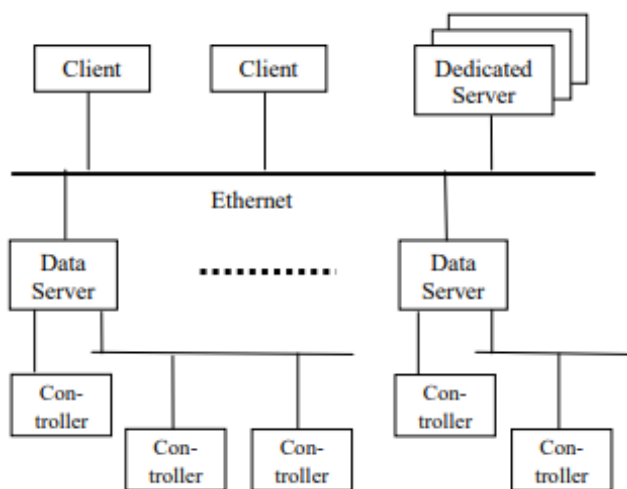 Client
Client
Dedicated
Server
Ethernet
Data
Server
Data
Server
Con-
troller
Con-
troller
Con-
troller
Con-
troller
Con-
troller